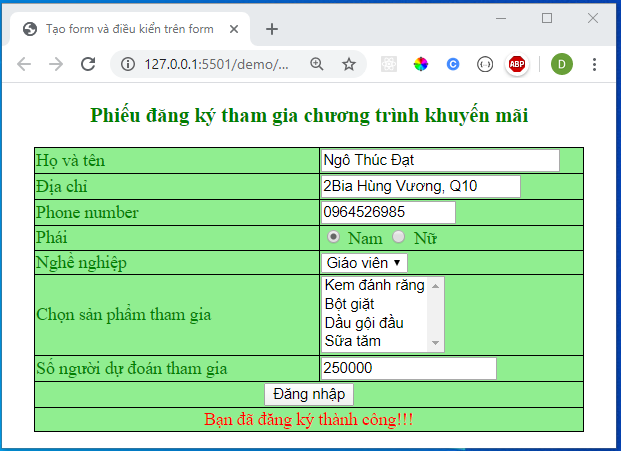 Tạo form và điều kiển trên form
127.0.0.1:5501/demo/...
ABP
D
Phiếu đăng ký tham gia chương trình khuyến mãi
Họ và tên Ngô Thúc Đạt
Địa chỉ 2Bia Hùng Vương, Q10
Phone number 0964526985
Phái Nam Nữ
Nghề nghiệp Giáo viên
Chọn sản phẩm tham gia
Kem đánh răng
Bột giặt
Dầu gội đầu
Sữa tăm
Số người dự đoán tham gia 250000
Đăng nhập
Bạn đã đăng ký thành công!!!